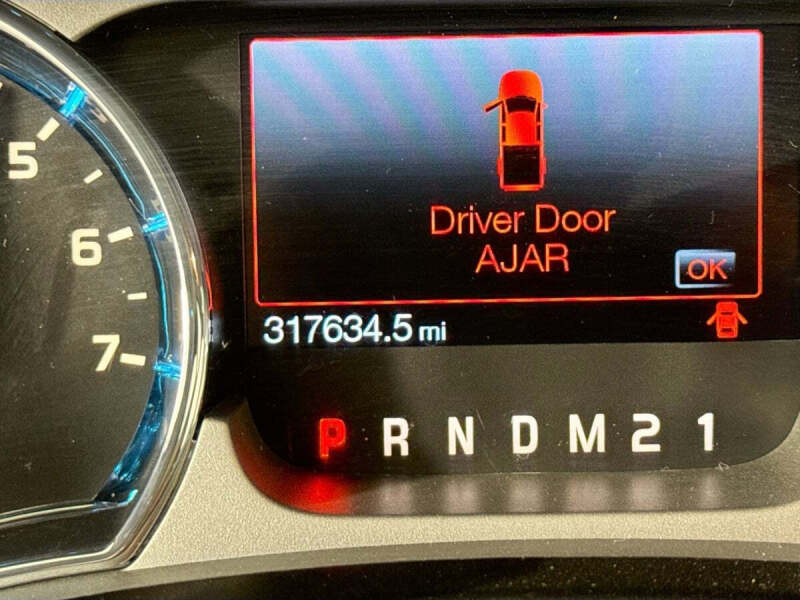 5
6
7
Driver Door
AJAR
OK
317634.5 mi
P R N D M 2 1